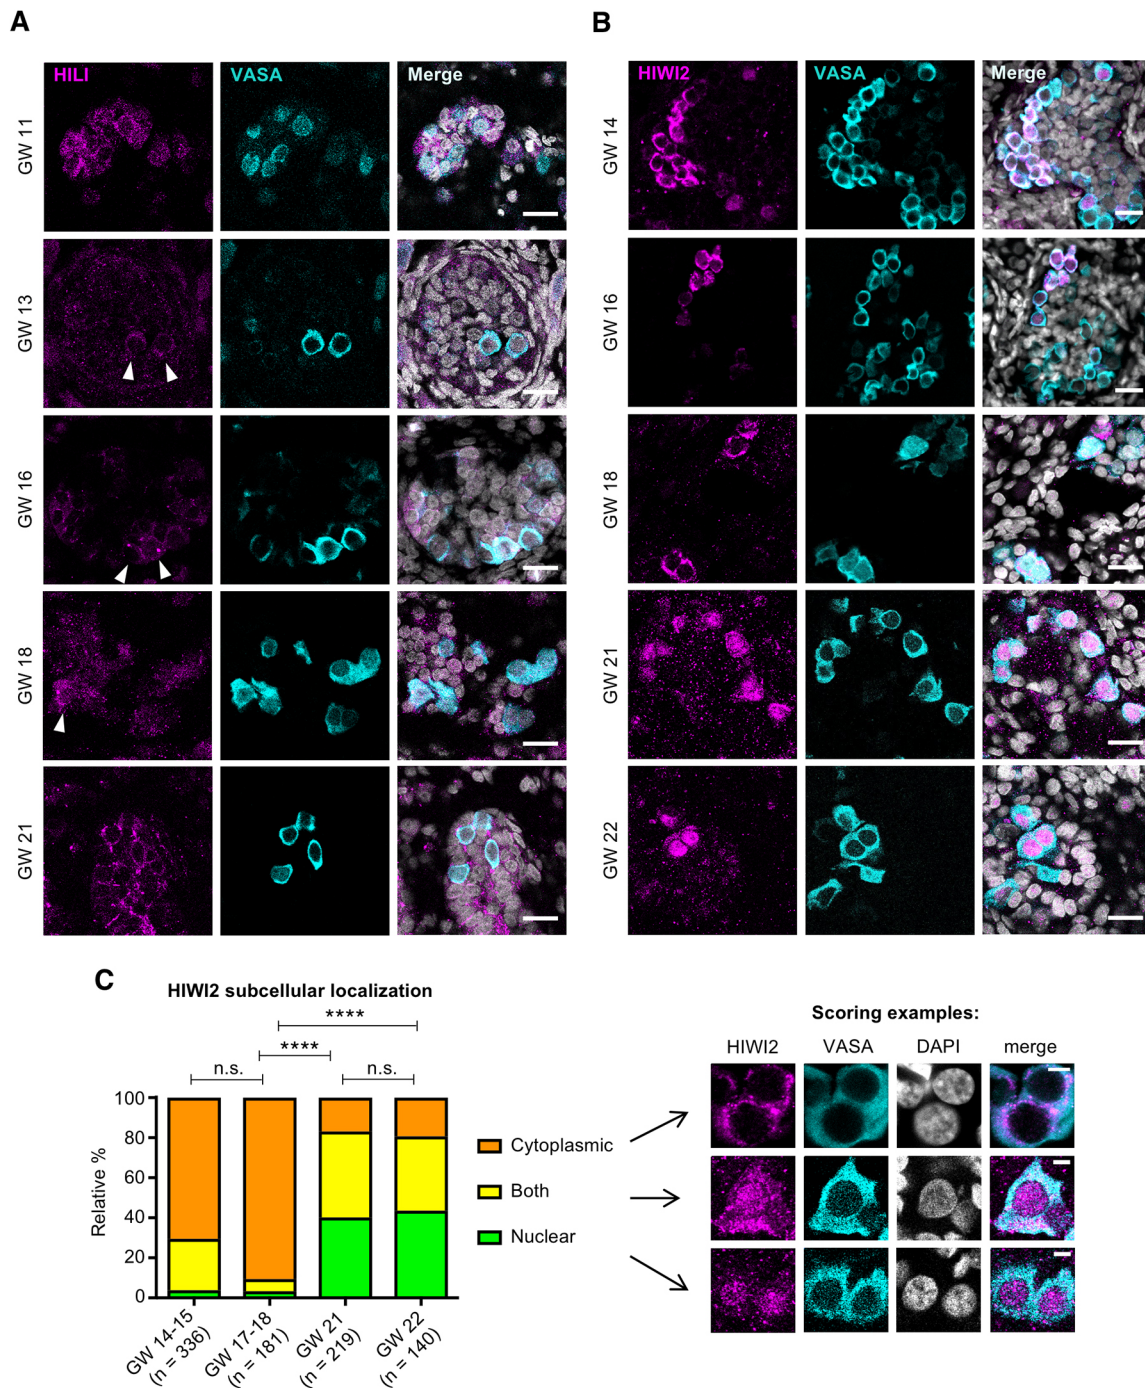 A
B
HILI VASA Merge
HIWI2 VASA Merge
GW 11
GW 14
GW 13
GW 16
GW 16
GW 18
GW 18
GW 21
GW 21
GW 22
C
HIWI2 subcellular localization
****
****
n.s.
n.s.
100
80
60
40
20
0
Relative %
GW 14-15
(n = 336)
GW 17-18
(n = 181)
GW 21
(n = 219)
GW 22
(n = 140)
Cytoplasmic
Both
Nuclear
Scoring examples:
HIWI2 VASA DAPI merge